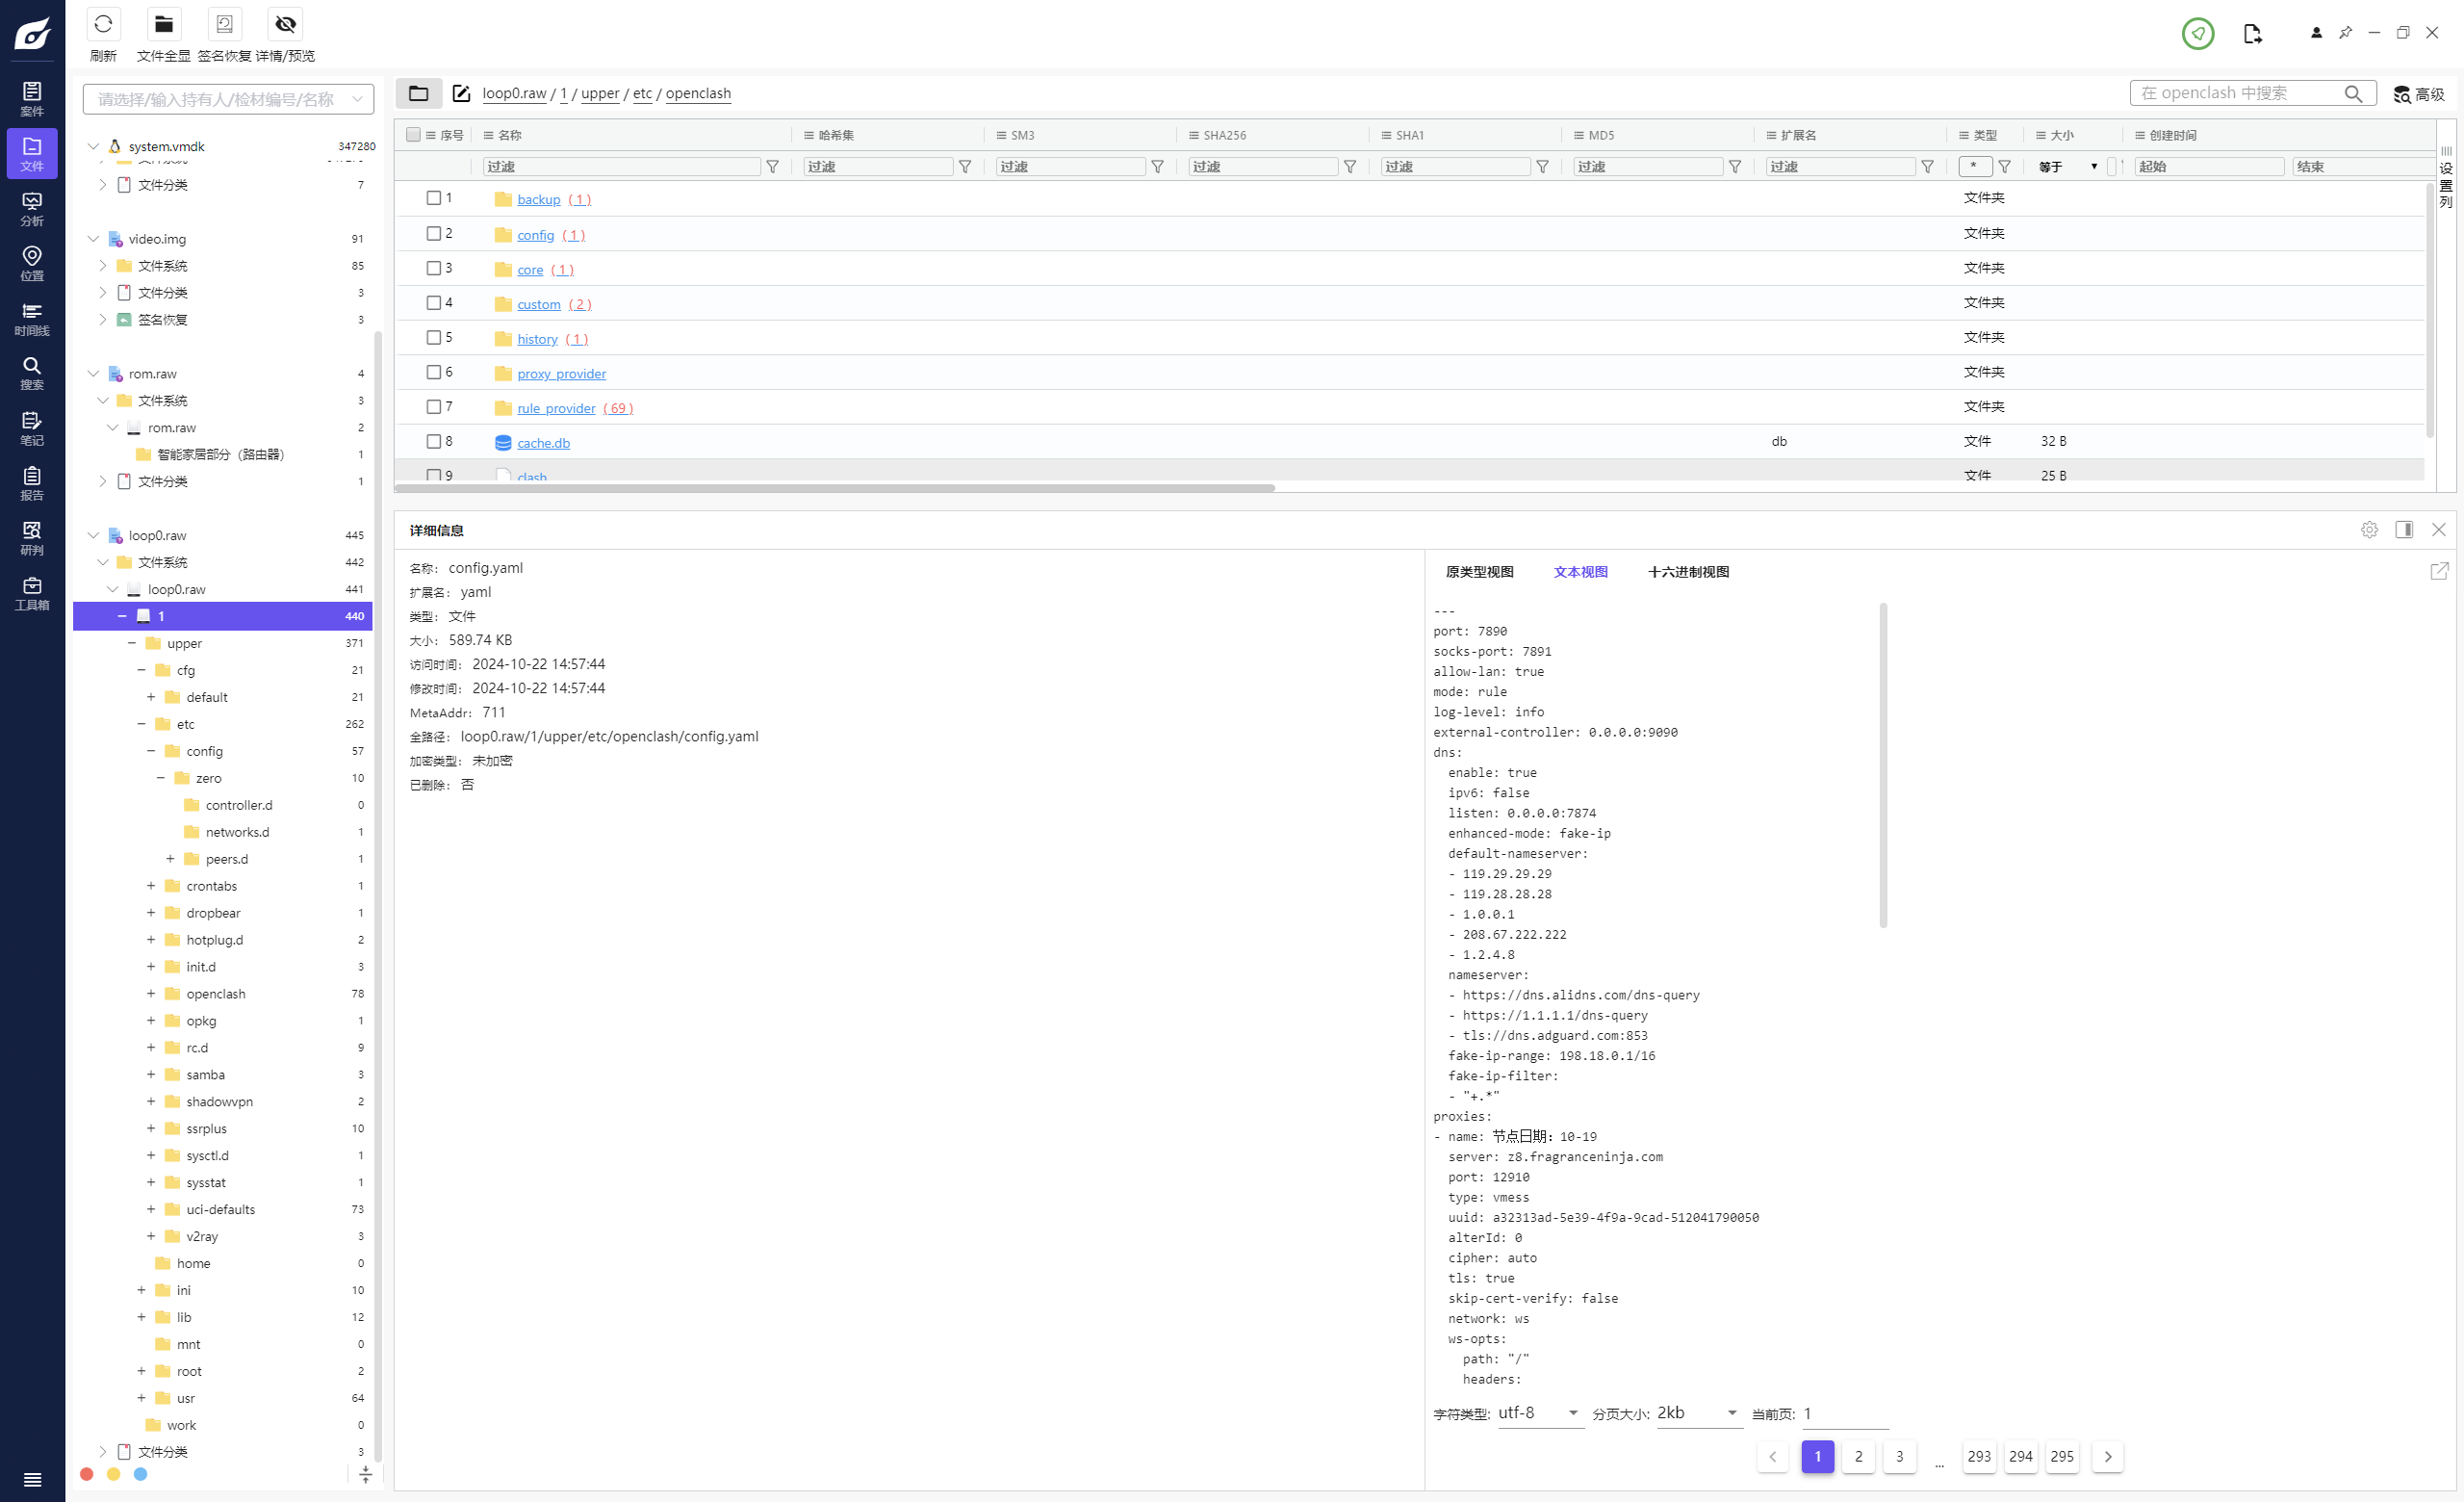 刷新
文件全显
签名恢复
详情/预览
案件
文件
分析
位置
时间线
搜索
笔记
报告
研判
工具箱
请选择/输入持有人/检材编号/名称
system.vmdk 347280
文件分类 7
video.img 91
文件系统 85
文件分类 3
签名恢复 3
rom.raw 4
文件系统 3
rom.raw 2
智能家居部分（路由器） 1
文件分类 1
loop0.raw 445
文件系统 442
loop0.raw 441
1 440
upper 371
cfg 21
default 21
etc 262
config 57
zero 10
controller.d 0
networks.d 1
peers.d 1
crontabs 1
dropbear 1
hotplug.d 2
init.d 3
openclash 78
opkg 1
rc.d 9
samba 3
shadowvpn 2
ssrplus 10
sysctl.d 1
sysstat 1
uci-defaults 73
v2ray 3
home 0
ini 10
lib 12
mnt 0
root 2
usr 64
work 0
文件分类 3
loop0.raw / 1 / upper / etc / openclash
在 openclash 中搜索
高级
序号 名称 哈希集 SM3 SHA256 SHA1 MD5 扩展名 类型 大小 创建时间
过滤 过滤 过滤 过滤 过滤 过滤 过滤 * 等于 起始 结束
设置列
1 backup ( 1 ) 文件夹
2 config ( 1 ) 文件夹
3 core ( 1 ) 文件夹
4 custom ( 2 ) 文件夹
5 history ( 1 ) 文件夹
6 proxy_provider 文件夹
7 rule_provider ( 69 ) 文件夹
8 cache.db db 文件 32 B
9 clash 文件 25 B
详细信息
名称： config.yaml
扩展名： yaml
类型： 文件
大小： 589.74 KB
访问时间： 2024-10-22 14:57:44
修改时间： 2024-10-22 14:57:44
MetaAddr： 711
全路径： loop0.raw/1/upper/etc/openclash/config.yaml
加密类型： 未加密
已删除： 否
原类型视图 文本视图 十六进制视图
---
port: 7890
socks-port: 7891
allow-lan: true
mode: rule
log-level: info
external-controller: 0.0.0.0:9090
dns:
  enable: true
  ipv6: false
  listen: 0.0.0.0:7874
  enhanced-mode: fake-ip
  default-nameserver:
  - 119.29.29.29
  - 119.28.28.28
  - 1.0.0.1
  - 208.67.222.222
  - 1.2.4.8
  nameserver:
  - https://dns.alidns.com/dns-query
  - https://1.1.1.1/dns-query
  - tls://dns.adguard.com:853
  fake-ip-range: 198.18.0.1/16
  fake-ip-filter:
  - "+.*"
proxies:
- name: 节点日期：10-19
  server: z8.fragranceninja.com
  port: 12910
  type: vmess
  uuid: a32313ad-5e39-4f9a-9cad-512041790050
  alterId: 0
  cipher: auto
  tls: true
  skip-cert-verify: false
  network: ws
  ws-opts:
    path: "/"
    headers:
字符类型: utf-8 分页大小: 2kb 当前页: 1
< 1 2 3 ... 293 294 295 >